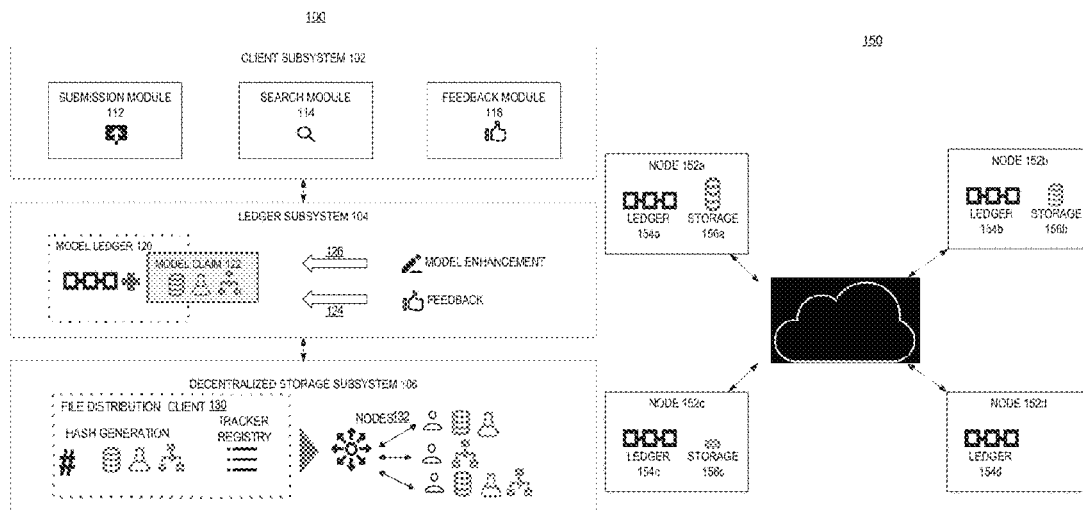 100
CLIENT SUBSYSTEM 102
SUBMISSION MODULE
112
SEARCH MODULE
114
FEEDBACK MODULE
116
LEDGER SUBSYSTEM 104
MODEL LEDGER 120
MODEL CLAIM 122
126
MODEL ENHANCEMENT
124
FEEDBACK
DECENTRALIZED STORAGE SUBSYSTEM 106
FILE DISTRIBUTION CLIENT 130
HASH GENERATION
#
TRACKER
REGISTRY
NODES 132
150
NODE 152a
LEDGER
154a
STORAGE
156a
NODE 152b
LEDGER
154b
STORAGE
156b
NODE 152c
LEDGER
154c
STORAGE
156c
NODE 152d
LEDGER
154d